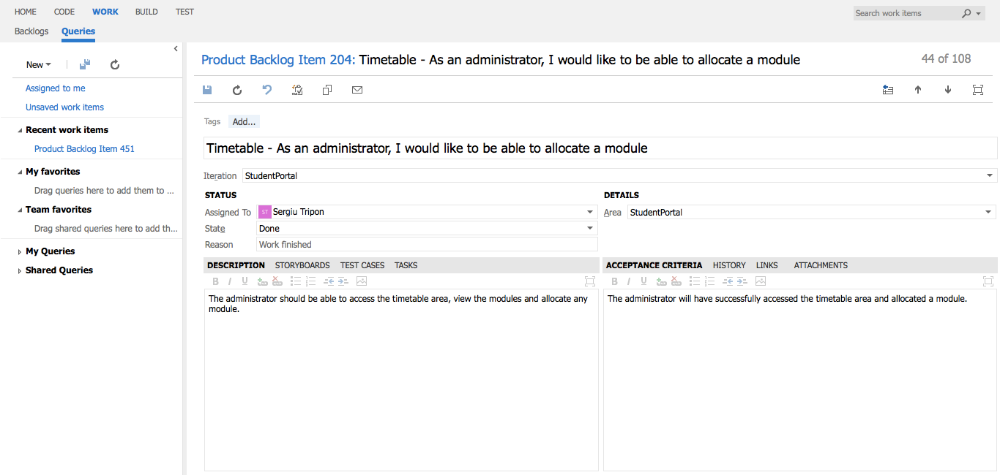 HOME CODE WORK BUILD TEST
Search work items
Backlogs Queries
New
Assigned to me
Unsaved work items
Recent work items
Product Backlog Item 451
My favorites
Drag queries here to add them to ...
Team favorites
Drag shared queries here to add th...
My Queries
Shared Queries
Product Backlog Item 204: Timetable - As an administrator, I would like to be able to allocate a module
44 of 108
Tags Add...
Timetable - As an administrator, I would like to be able to allocate a module
Iteration StudentPortal
STATUS
Assigned To ST Sergiu Tripon
State Done
Reason Work finished
DETAILS
Area StudentPortal
DESCRIPTION STORYBOARDS TEST CASES TASKS
B I U
The administrator should be able to access the timetable area, view the modules and allocate any
module.
ACCEPTANCE CRITERIA HISTORY LINKS ATTACHMENTS
B I U
The administrator will have successfully accessed the timetable area and allocated a module.